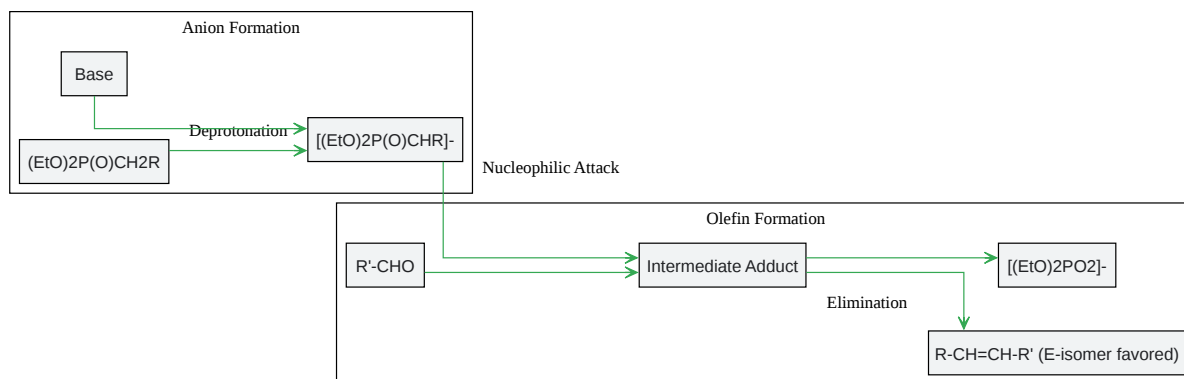 Anion Formation
Base
Deprotonation
(EtO)2P(O)CH2R
[(EtO)2P(O)CHR]-
Nucleophilic Attack
Olefin Formation
R'-CHO
Intermediate Adduct
[(EtO)2PO2]-
Elimination
R-CH=CH-R' (E-isomer favored)